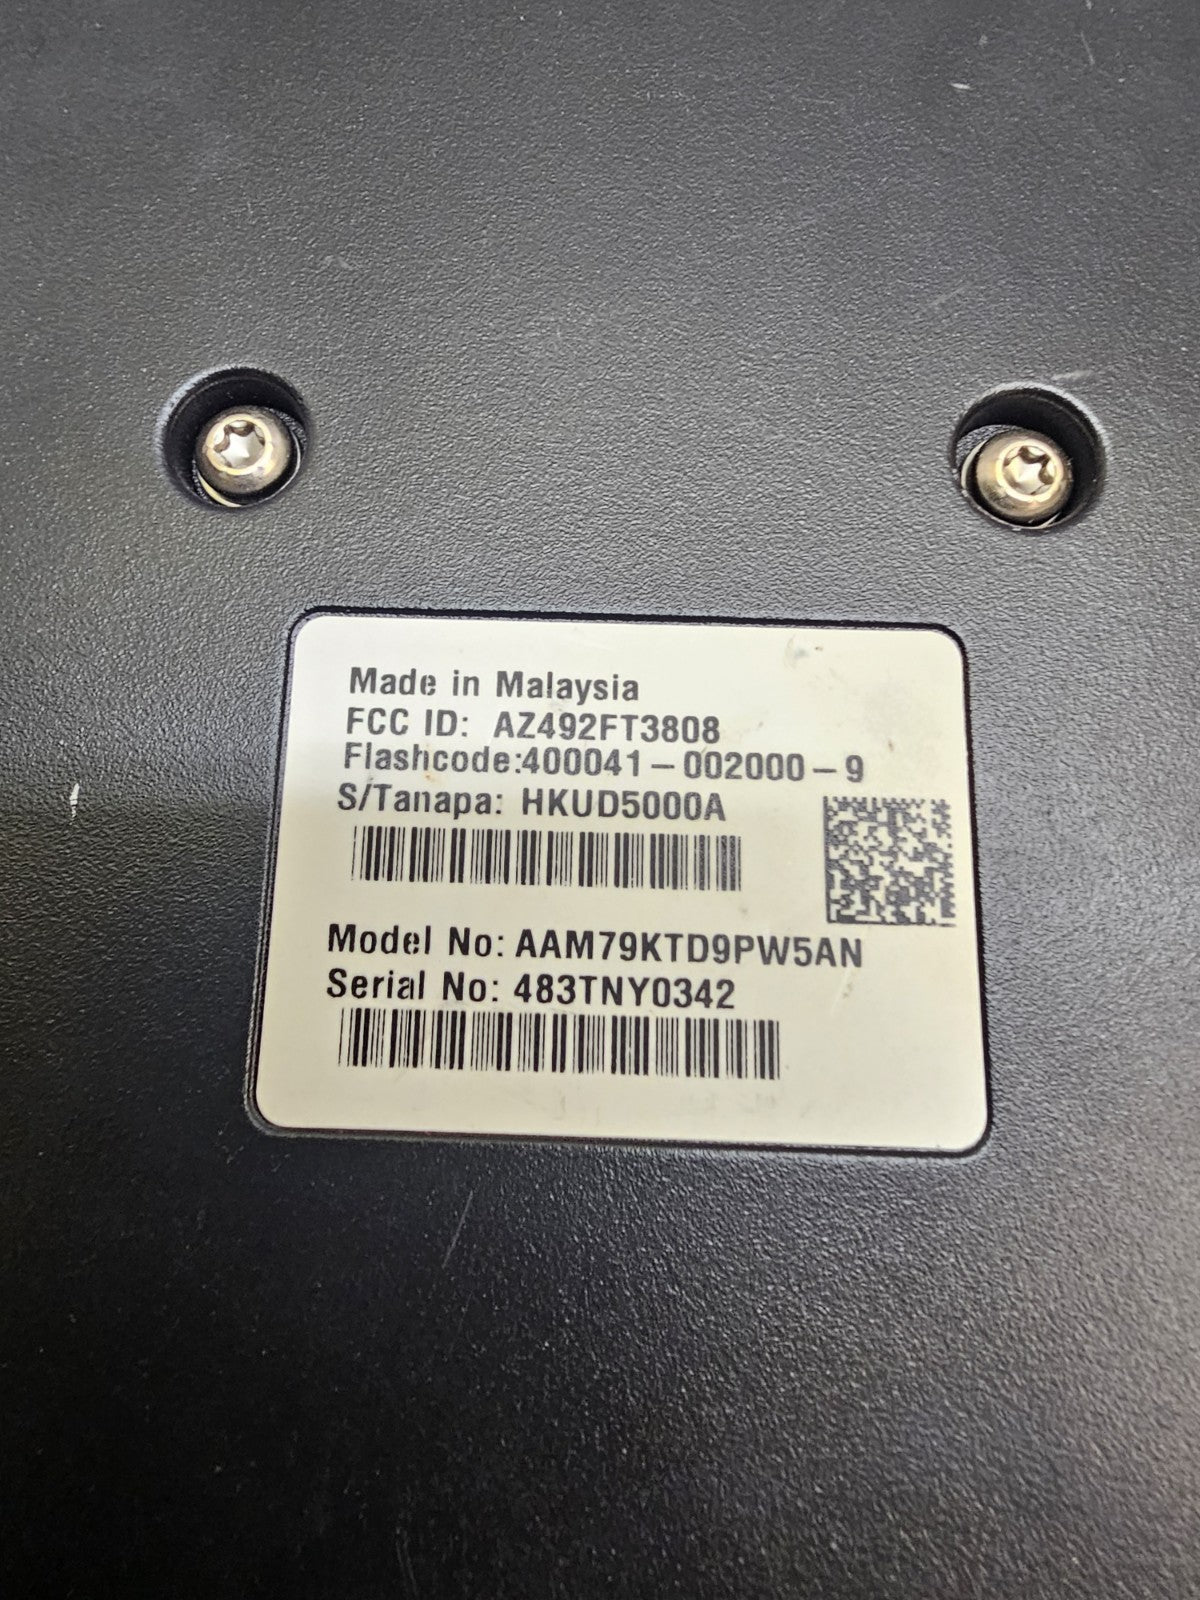 Made in Malaysia
FCC ID: AZ492FT3808
Flashcode:400041-002000-9
S/Tanapa: HKUD5000A
Model No: AAM79KTD9PW5AN
Serial No: 483TNY0342